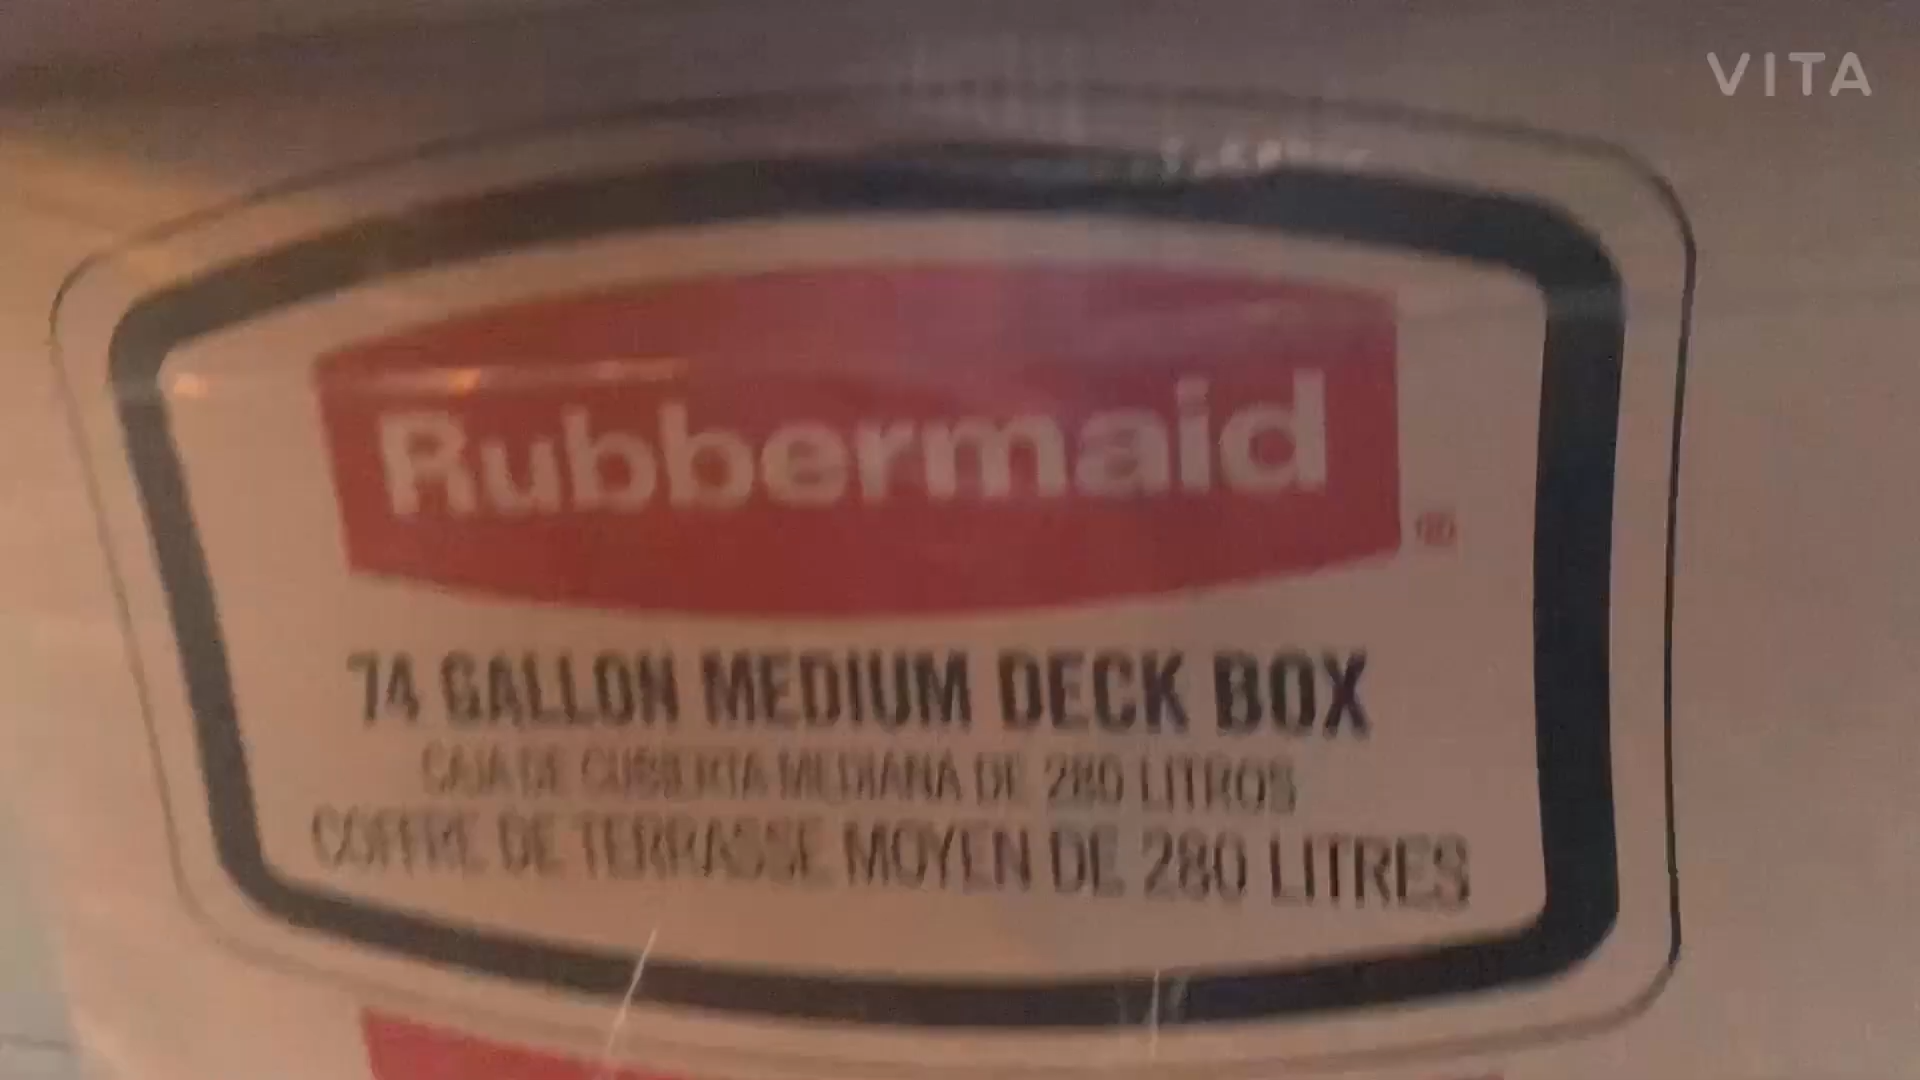 VITA
Rubbermaid
®
74 GALLON MEDIUM DECK BOX
CAJA DE CUBIERTA MEDIANA DE 280 LITROS
COFFRE DE TERRASSE MOYEN DE 280 LITRES